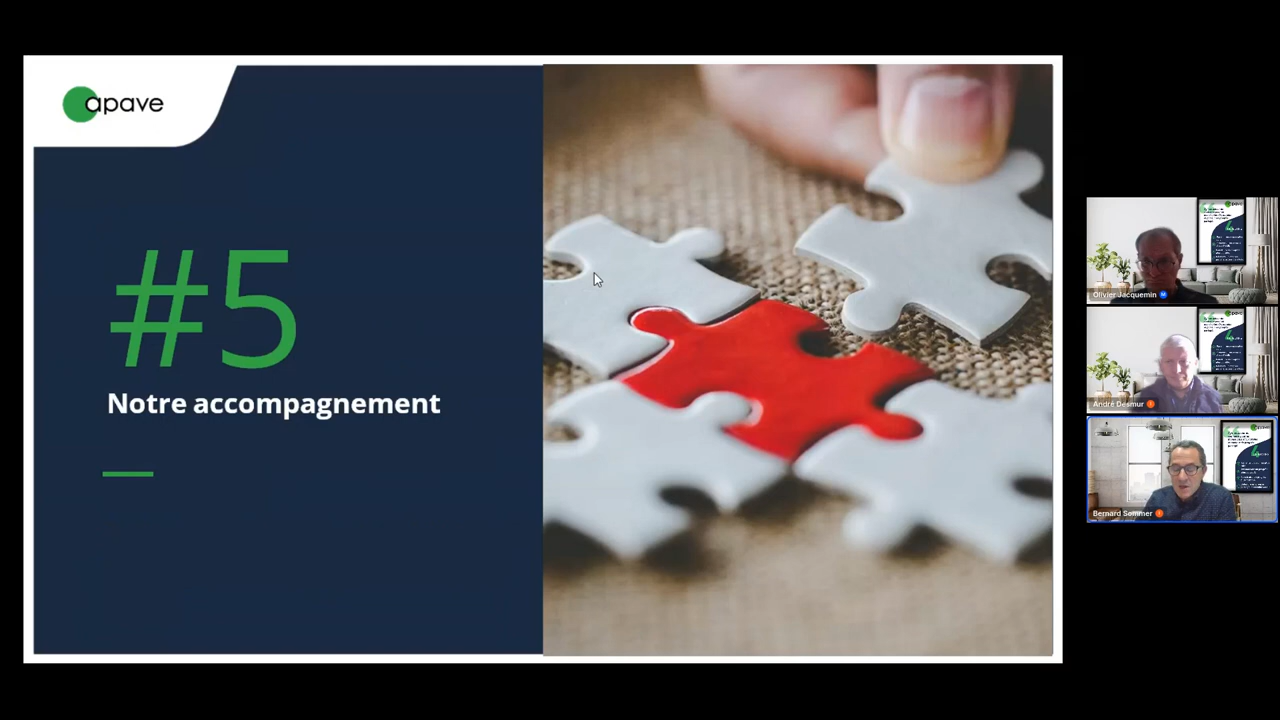 apave
#5
Notre accompagnement
Olivier Jacquemin
André Desmur
Bernard Sommer